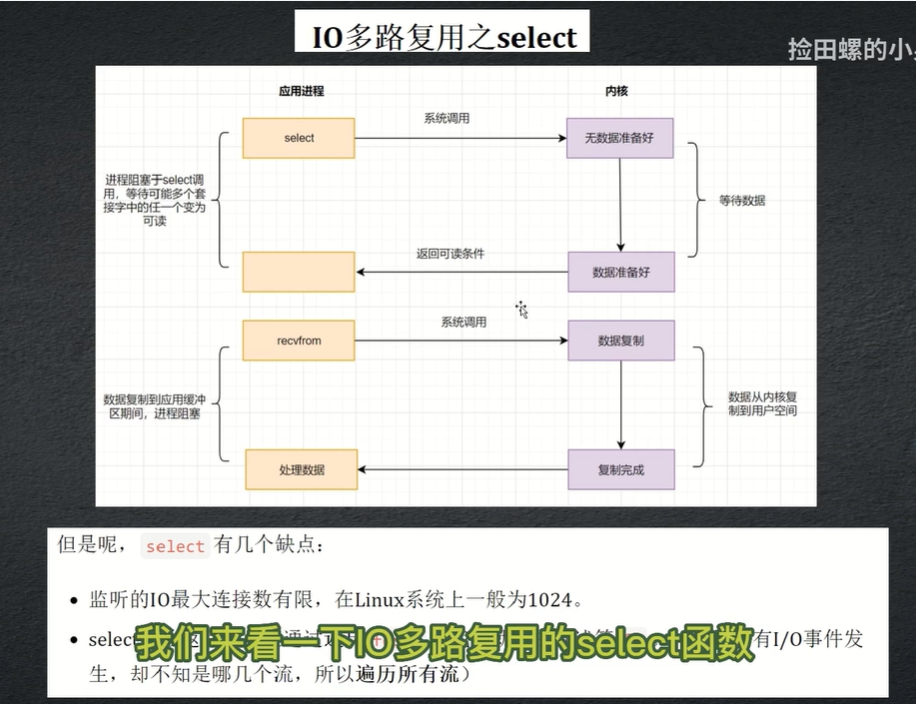 IO多路复用之select
捡田螺的小
应用进程
内核
select
系统调用
无数据准备好
进程阻塞于select调
用，等待可能多个套
接字中的任一个变为
可读
等待数据
返回可读条件
数据准备好
recvfrom
系统调用
数据复制
数据复制到应用缓冲
区期间，进程阻塞
数据从内核复
制到用户空间
处理数据
复制完成
但是呢， select 有几个缺点：
• 监听的IO最大连接数有限，在Linux系统上一般为1024。
• select 通过 有I/O事件发
我们来看一下IO多路复用的select函数
生，却不知是哪几个流，所以遍历所有流）